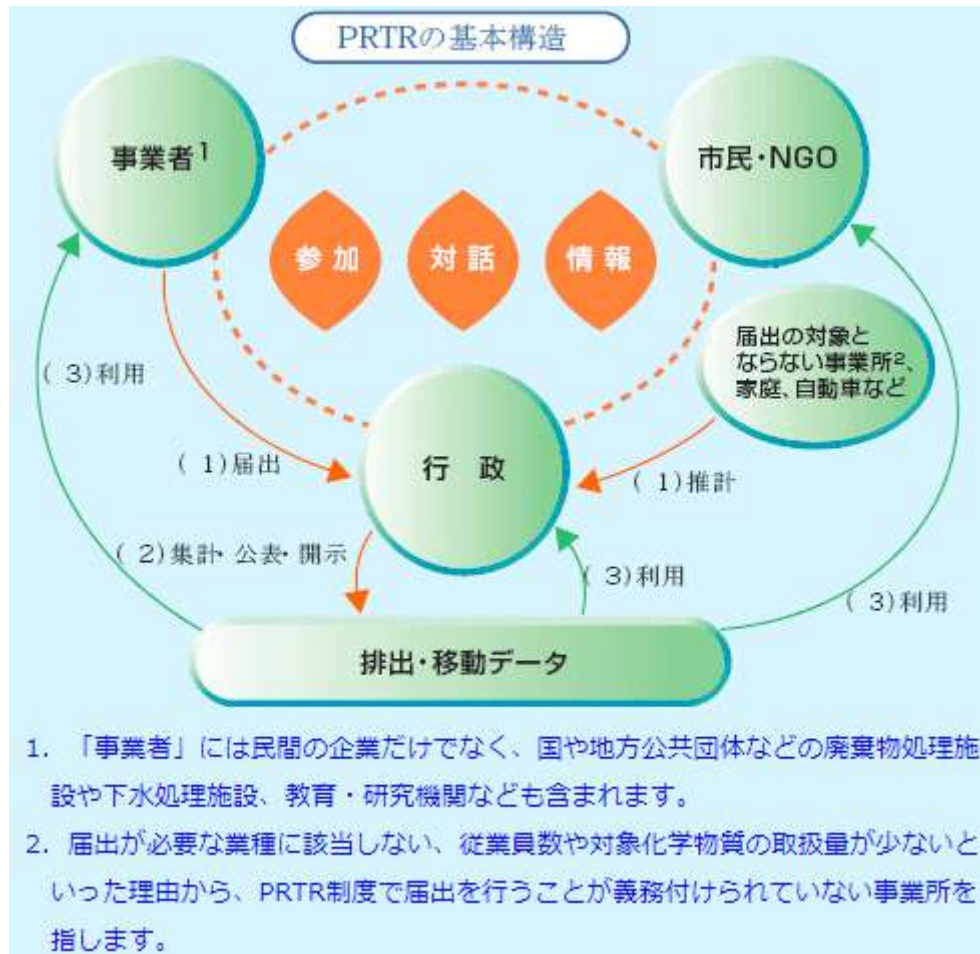 PRTRの基本構造
事業者1
市民・NGO
参加
対話
情報
届出の対象と
ならない事業所2、
家庭、自動車など
(3)利用
(1)届出
行 政
(1)推計
(2)集計・公表・開示
(3)利用
(3)利用
排出・移動データ
1. 「事業者」には民間の企業だけでなく、国や地方公共団体などの廃棄物処理施
設や下水処理施設、教育・研究機関なども含まれます。
2. 届出が必要な業種に該当しない、従業員数や対象化学物質の取扱量が少ないと
いった理由から、PRTR制度で届出を行うことが義務付けられていない事業所を
指します。